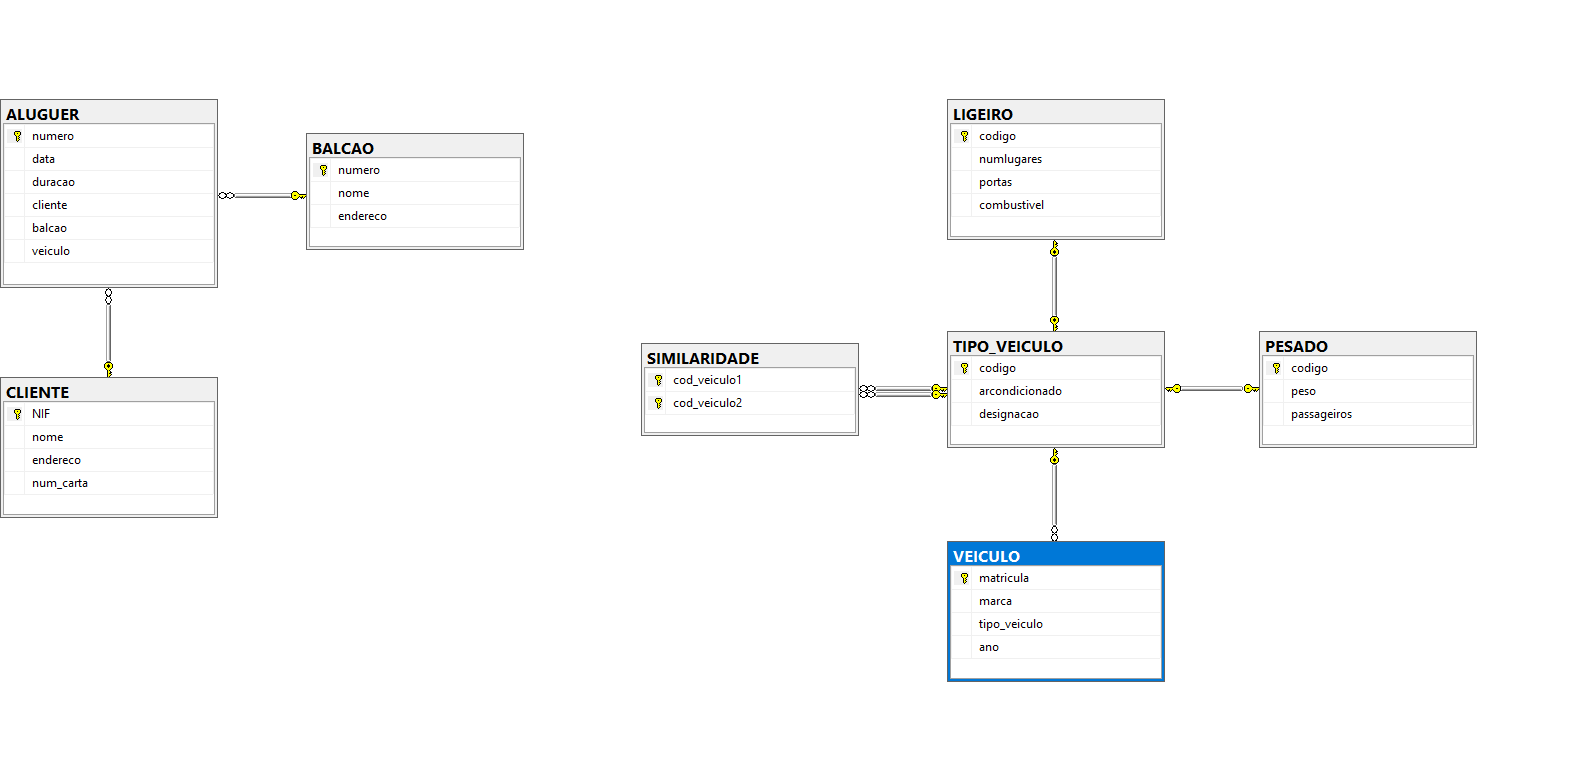 ALUGUER
numero
data
duracao
cliente
balcao
veiculo
BALCAO
numero
nome
endereco
CLIENTE
NIF
nome
endereco
num_carta
LIGEIRO
codigo
numlugares
portas
combustivel
SIMILARIDADE
cod_veiculo1
cod_veiculo2
TIPO_VEICULO
codigo
arcondicionado
designacao
PESADO
codigo
peso
passageiros
VEICULO
matricula
marca
tipo_veiculo
ano